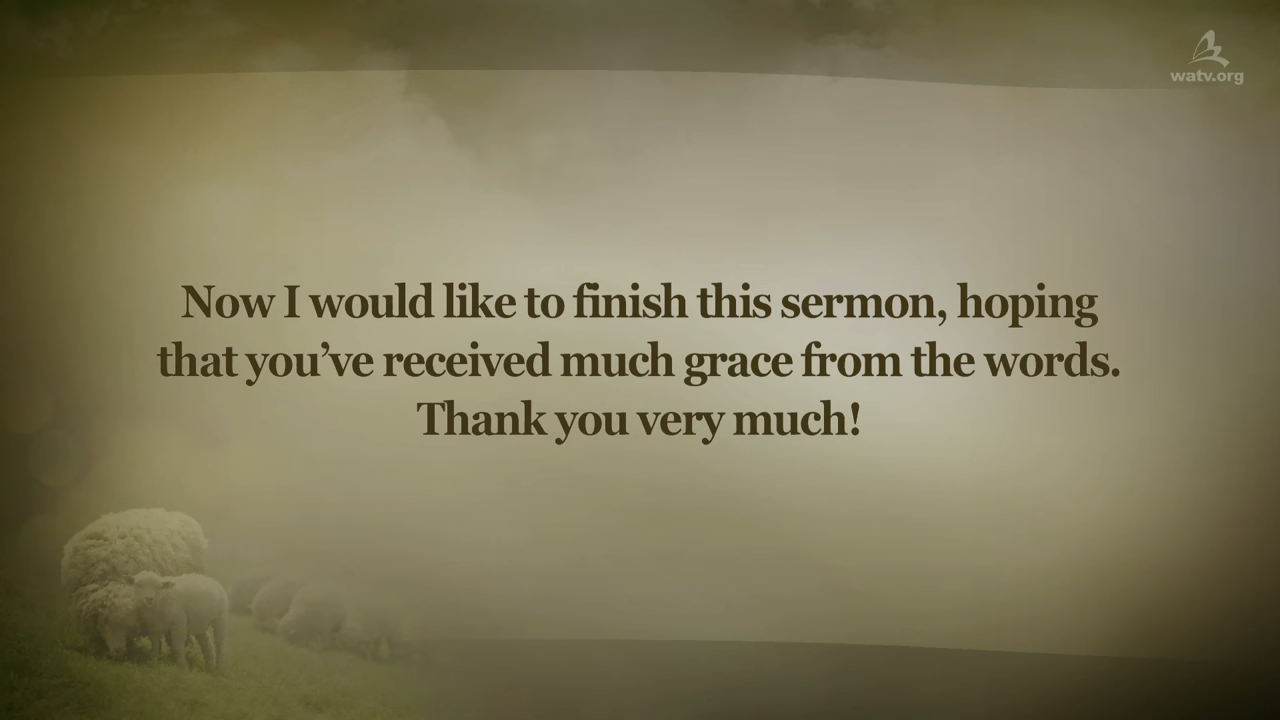 watv.org
Now I would like to finish this sermon, hoping
that you’ve received much grace from the words.
Thank you very much!